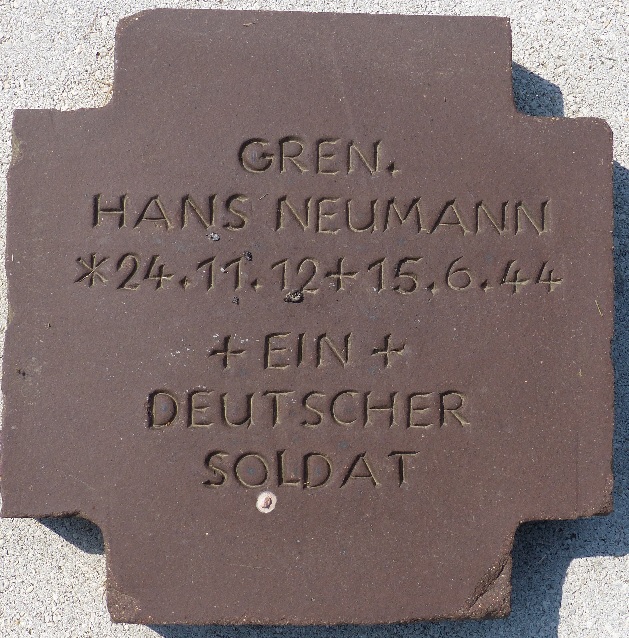 GREN.
HANS NEUMANN
*24.11.12+15.6.44
+ EIN +
DEUTSCHER
SOLDAT